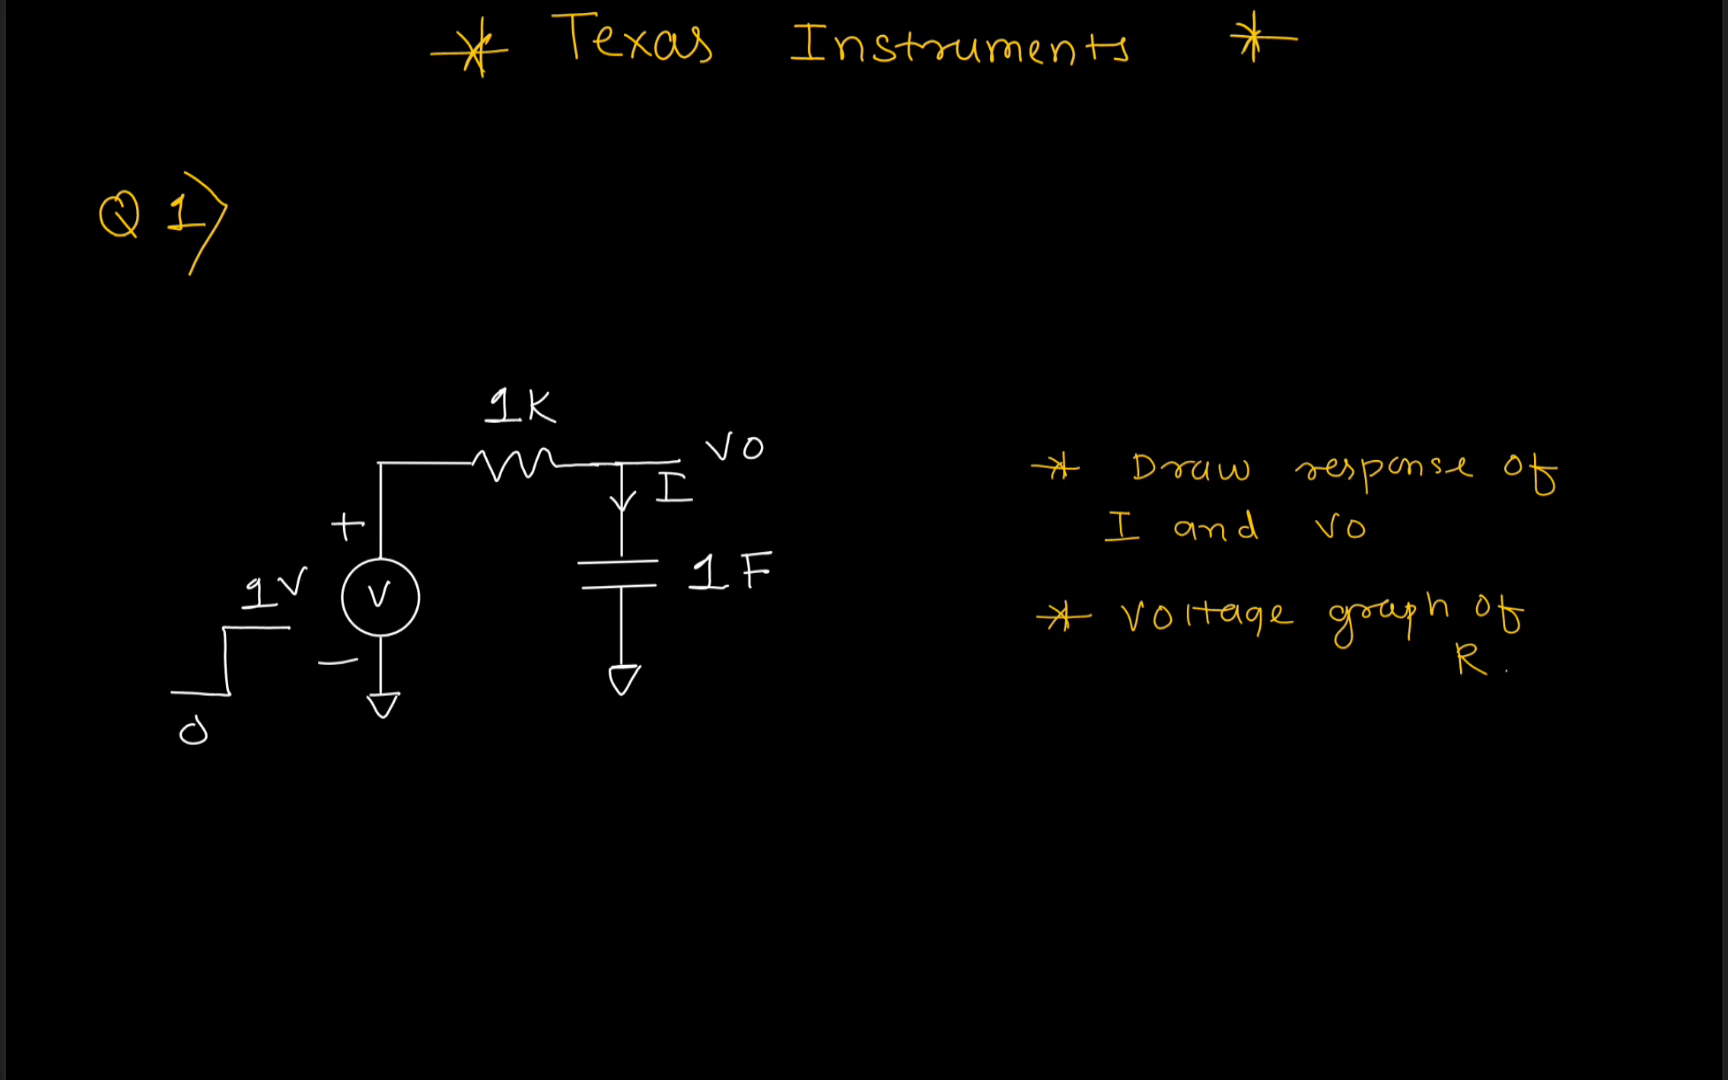 * Texas Instruments *
Q 1)
1K
VO
I
+
V
1V
1F
-
0
* Draw response of
I and VO
* Voltage graph of
R.